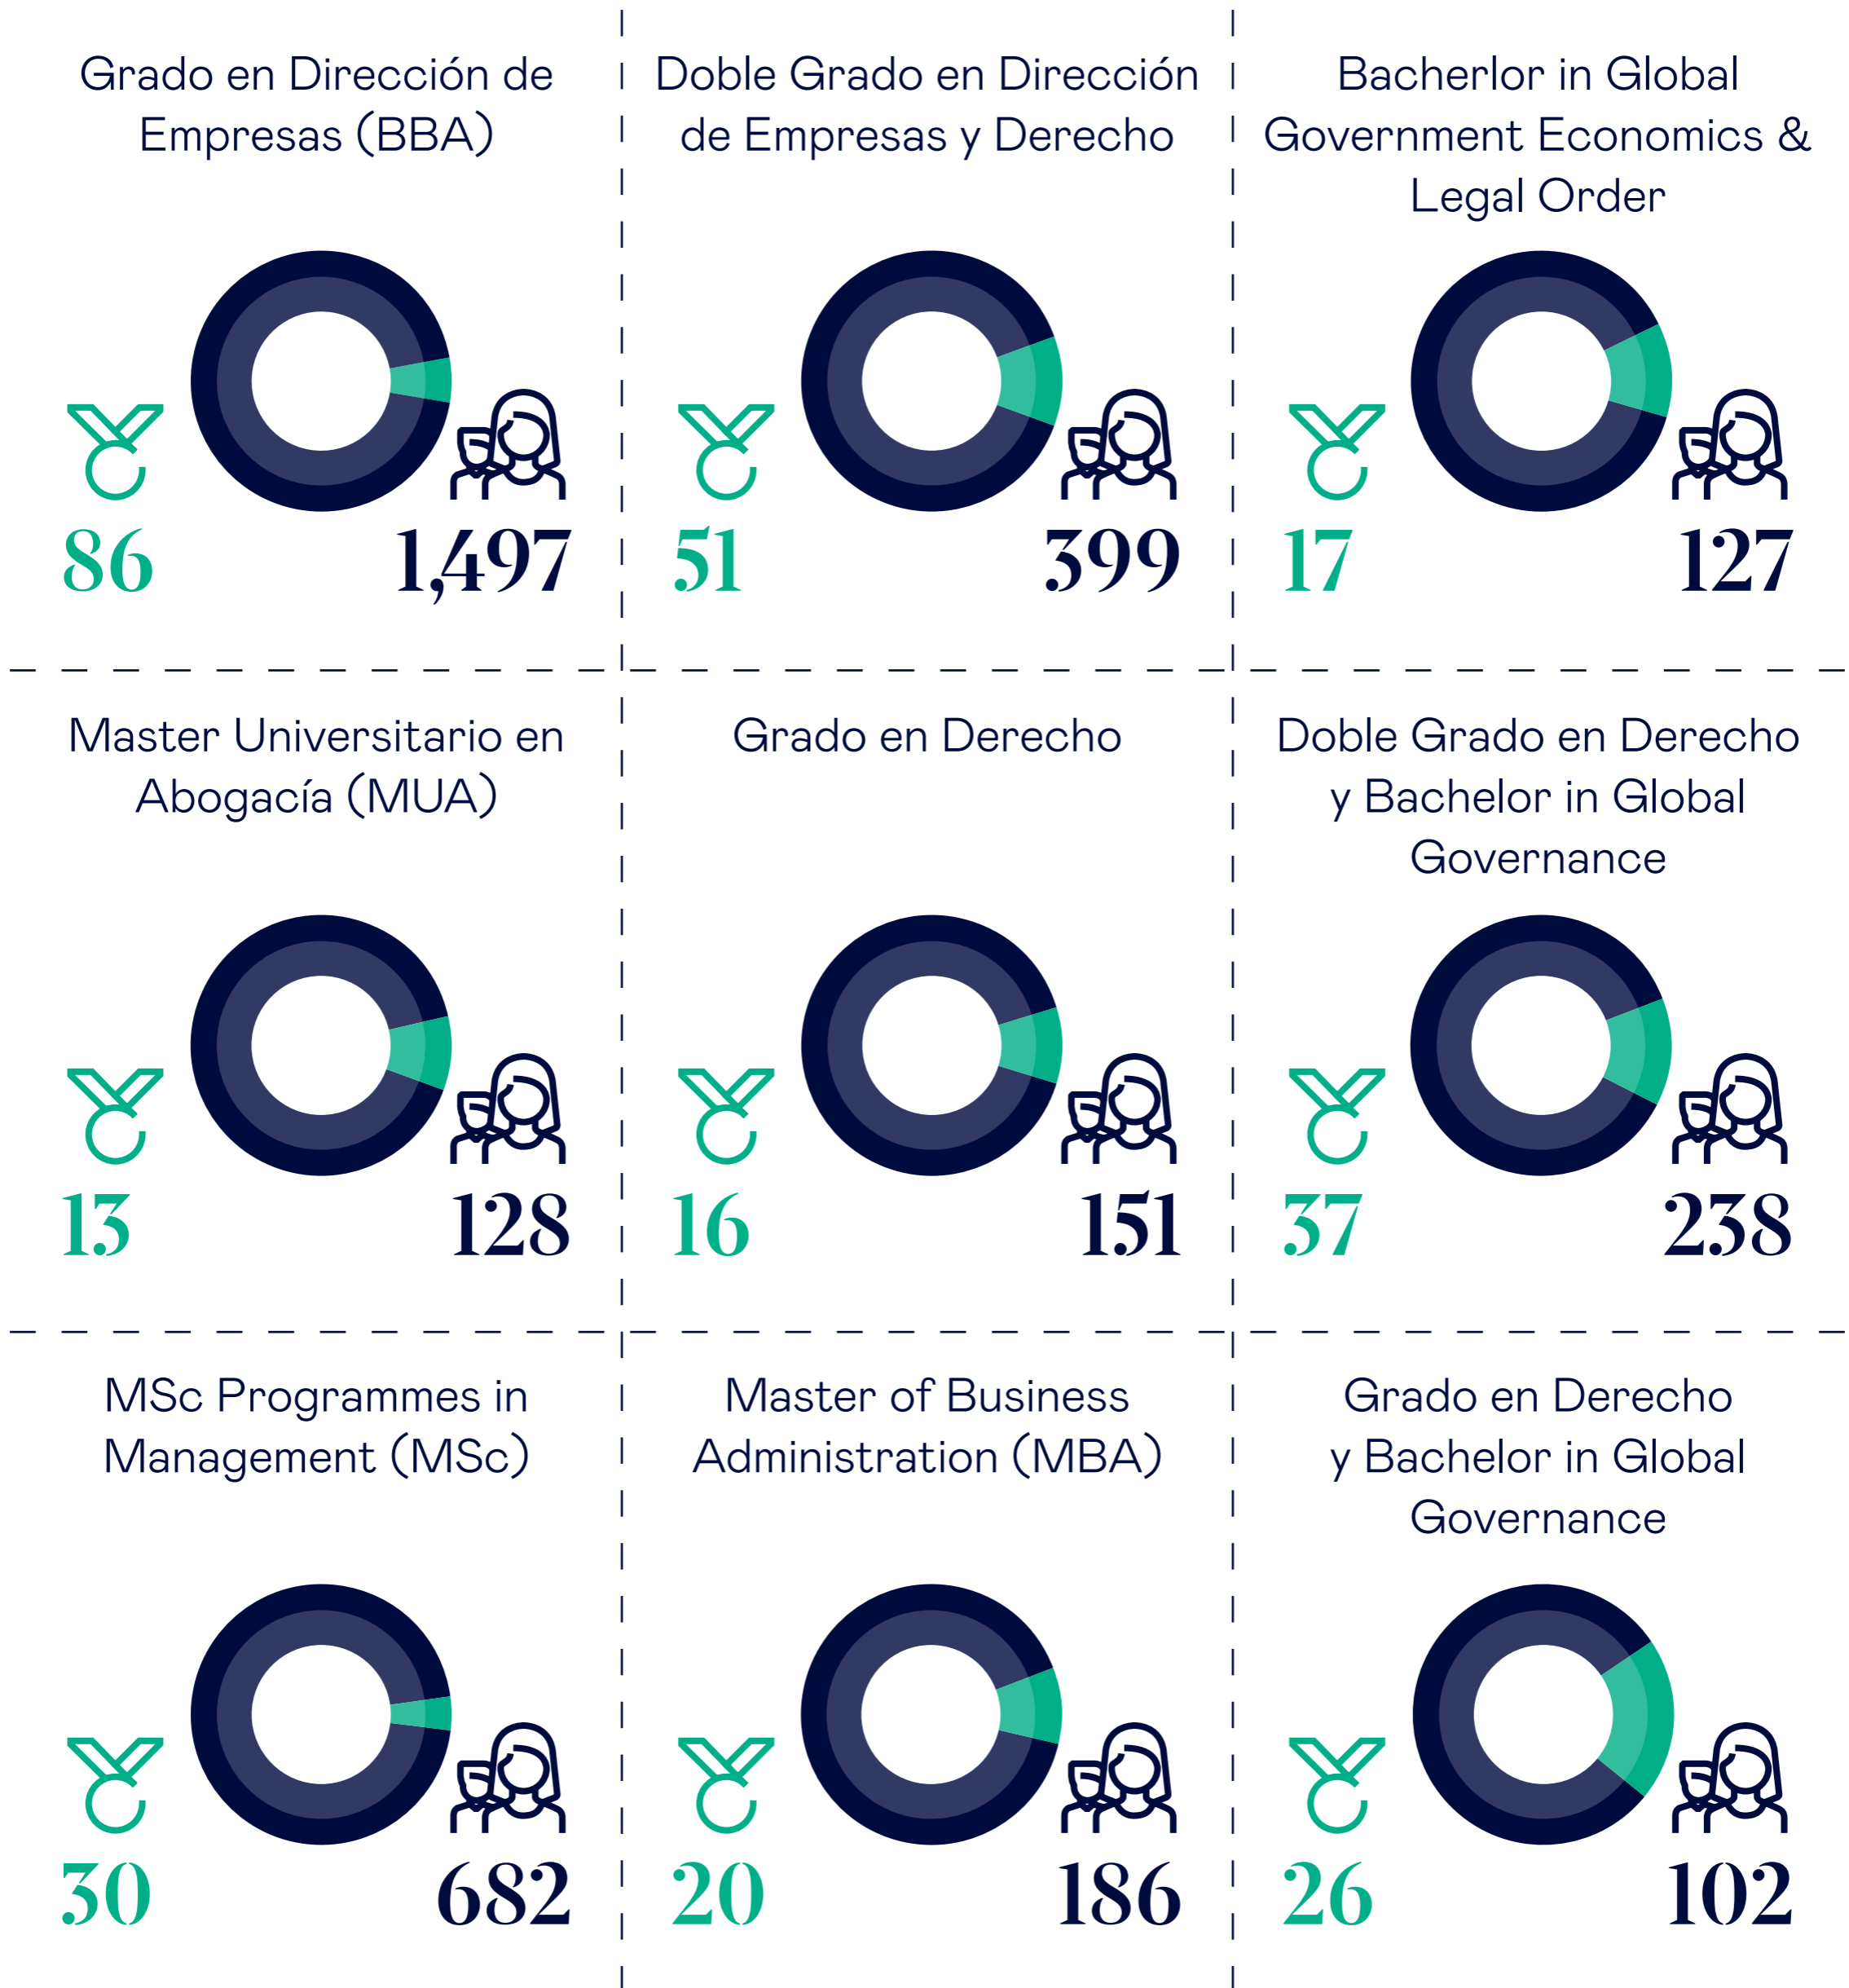 Grado en Dirección de
Empresas (BBA)
86
1,497
Doble Grado en Dirección
de Empresas y Derecho
51
399
Bacherlor in Global
Government Economics &
Legal Order
17
127
Master Universitario en
Abogacía (MUA)
13
128
Grado en Derecho
16
151
Doble Grado en Derecho
y Bachelor in Global
Governance
37
238
MSc Programmes in
Management (MSc)
30
682
Master of Business
Administration (MBA)
20
186
Grado en Derecho
y Bachelor in Global
Governance
26
102